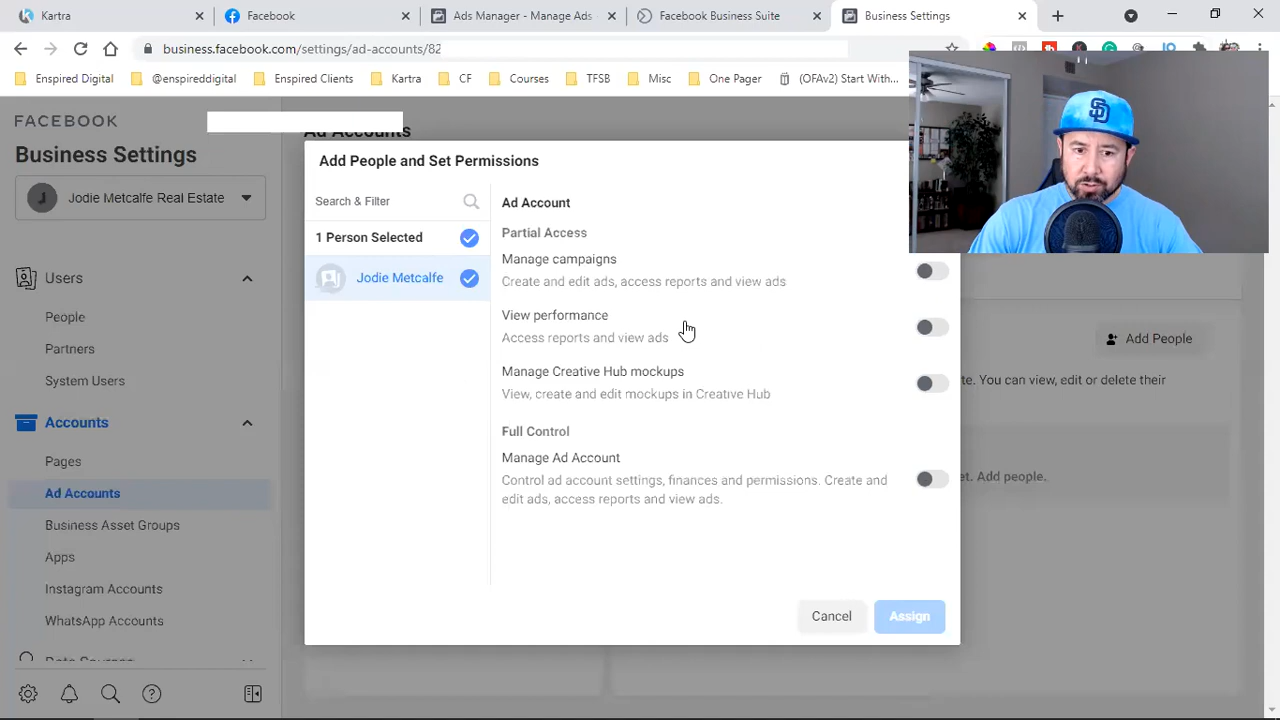 Kartra
Facebook
Ads Manager - Manage Ads
Facebook Business Suite
Business Settings
business.facebook.com/settings/ad-accounts/82
Enspired Digital
@enspireddigital
Enspired Clients
Kartra
CF
Courses
TFSB
Misc
One Pager
(OFAv2) Start With...
FACEBOOK
Business Settings
J
Jodie Metcalfe Real Estate
Users
People
Partners
System Users
Accounts
Pages
Ad Accounts
Business Asset Groups
Apps
Instagram Accounts
WhatsApp Accounts
Ad Accounts
Add People and Set Permissions
Search & Filter
1 Person Selected
Jodie Metcalfe
Ad Account
Partial Access
Manage campaigns
Create and edit ads, access reports and view ads
View performance
Access reports and view ads
Manage Creative Hub mockups
View, create and edit mockups in Creative Hub
Full Control
Manage Ad Account
Control ad account settings, finances and permissions. Create and
edit ads, access reports and view ads.
Cancel
Assign
Add People
You can view, edit or delete their
Add people.
SD